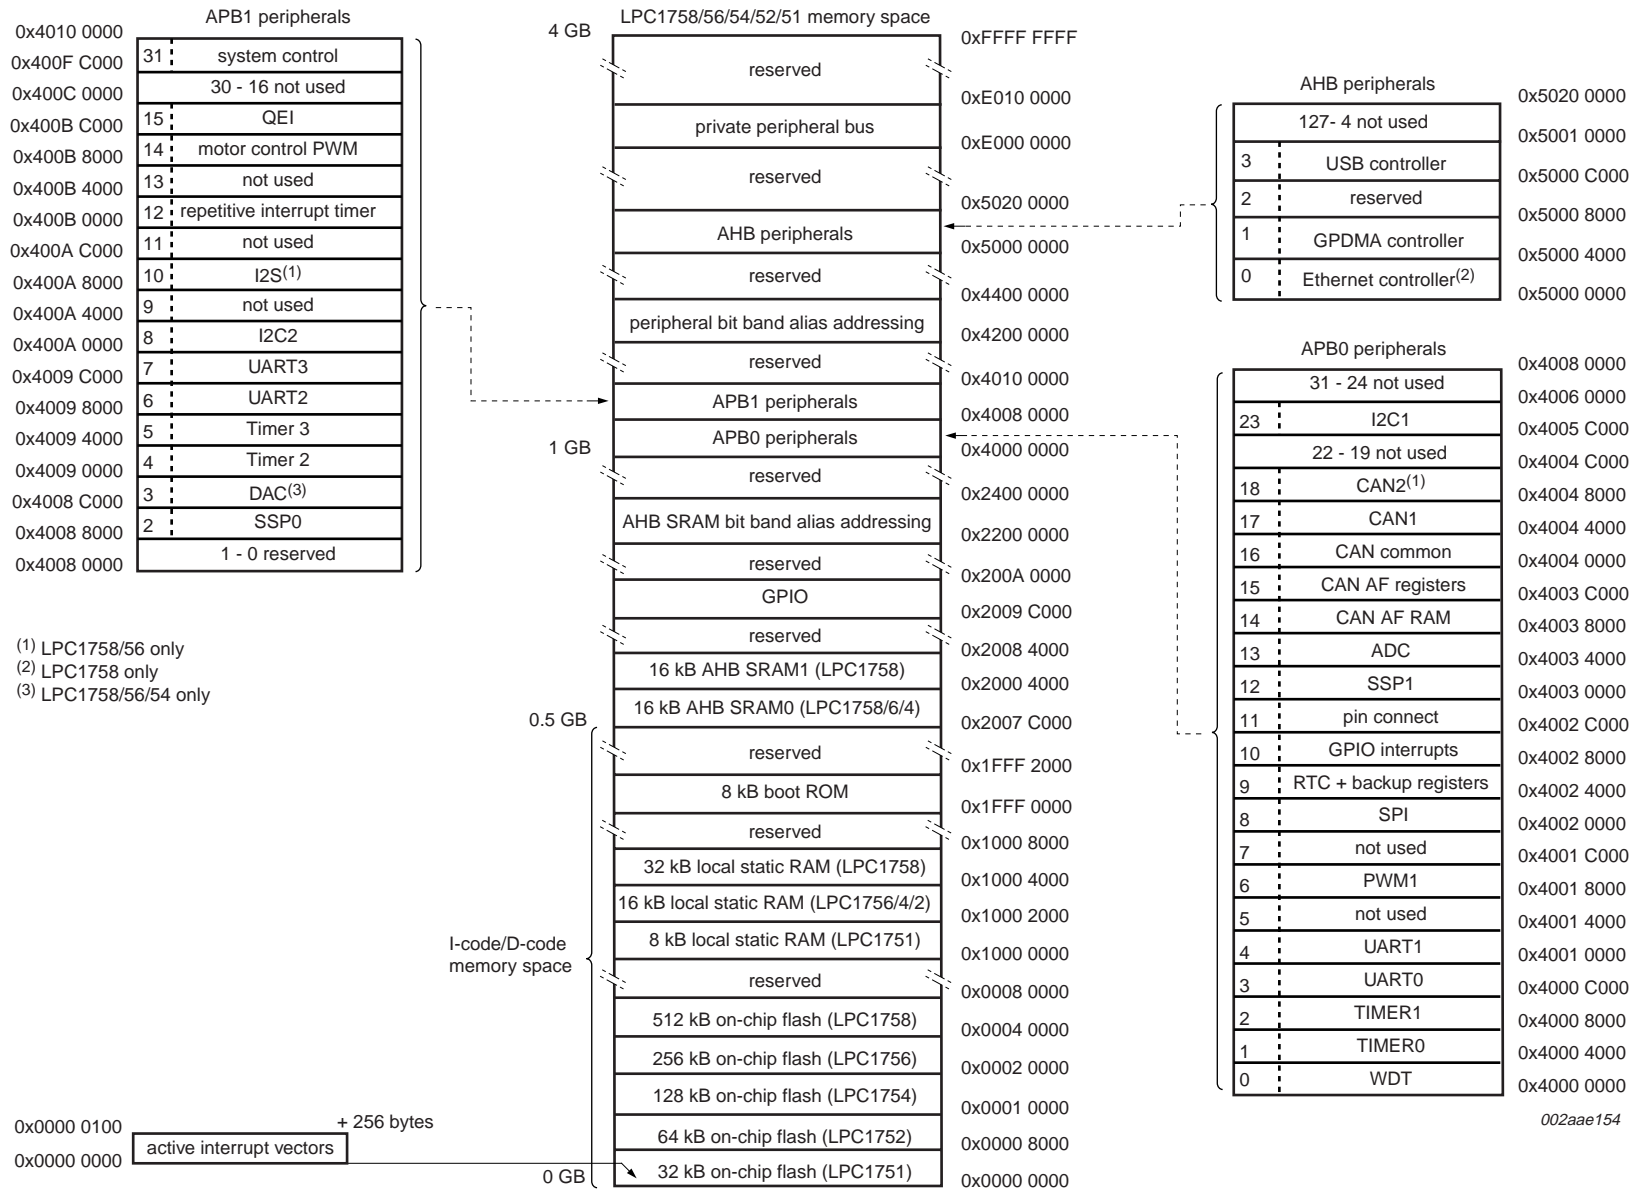 APB1 peripherals
0x4010 0000
31 system control
0x400F C000
30 - 16 not used
0x400C 0000
15 QEI
0x400B C000
14 motor control PWM
0x400B 8000
13 not used
0x400B 4000
12 repetitive interrupt timer
0x400B 0000
11 not used
0x400A C000
10 I2S(1)
0x400A 8000
9 not used
0x400A 4000
8 I2C2
0x400A 0000
7 UART3
0x4009 C000
6 UART2
0x4009 8000
5 Timer 3
0x4009 4000
4 Timer 2
0x4009 0000
3 DAC(3)
0x4008 C000
2 SSP0
0x4008 8000
1 - 0 reserved
0x4008 0000
(1) LPC1758/56 only
(2) LPC1758 only
(3) LPC1758/56/54 only
0x0000 0100
+ 256 bytes
active interrupt vectors
0x0000 0000
LPC1758/56/54/52/51 memory space
4 GB
0xFFFF FFFF
reserved
0xE010 0000
private peripheral bus
0xE000 0000
reserved
0x5020 0000
AHB peripherals
0x5000 0000
reserved
0x4400 0000
peripheral bit band alias addressing
0x4200 0000
reserved
0x4010 0000
APB1 peripherals
0x4008 0000
APB0 peripherals
1 GB
0x4000 0000
reserved
0x2400 0000
AHB SRAM bit band alias addressing
0x2200 0000
reserved
0x200A 0000
GPIO
0x2009 C000
reserved
0x2008 4000
16 kB AHB SRAM1 (LPC1758)
0x2000 4000
16 kB AHB SRAM0 (LPC1758/6/4)
0.5 GB
0x2007 C000
reserved
0x1FFF 2000
8 kB boot ROM
0x1FFF 0000
reserved
0x1000 8000
32 kB local static RAM (LPC1758)
0x1000 4000
16 kB local static RAM (LPC1756/4/2)
0x1000 2000
8 kB local static RAM (LPC1751)
0x1000 0000
I-code/D-code
memory space
reserved
0x0008 0000
512 kB on-chip flash (LPC1758)
0x0004 0000
256 kB on-chip flash (LPC1756)
0x0002 0000
128 kB on-chip flash (LPC1754)
0x0001 0000
64 kB on-chip flash (LPC1752)
0x0000 8000
32 kB on-chip flash (LPC1751)
0 GB
0x0000 0000
AHB peripherals
0x5020 0000
127- 4 not used
0x5001 0000
3 USB controller
0x5000 C000
2 reserved
0x5000 8000
1 GPDMA controller
0x5000 4000
0 Ethernet controller(2)
0x5000 0000
APB0 peripherals
0x4008 0000
31 - 24 not used
0x4006 0000
23 I2C1
0x4005 C000
22 - 19 not used
0x4004 C000
18 CAN2(1)
0x4004 8000
17 CAN1
0x4004 4000
16 CAN common
0x4004 0000
15 CAN AF registers
0x4003 C000
14 CAN AF RAM
0x4003 8000
13 ADC
0x4003 4000
12 SSP1
0x4003 0000
11 pin connect
0x4002 C000
10 GPIO interrupts
0x4002 8000
9 RTC + backup registers
0x4002 4000
8 SPI
0x4002 0000
7 not used
0x4001 C000
6 PWM1
0x4001 8000
5 not used
0x4001 4000
4 UART1
0x4001 0000
3 UART0
0x4000 C000
2 TIMER1
0x4000 8000
1 TIMER0
0x4000 4000
0 WDT
0x4000 0000
002aae154